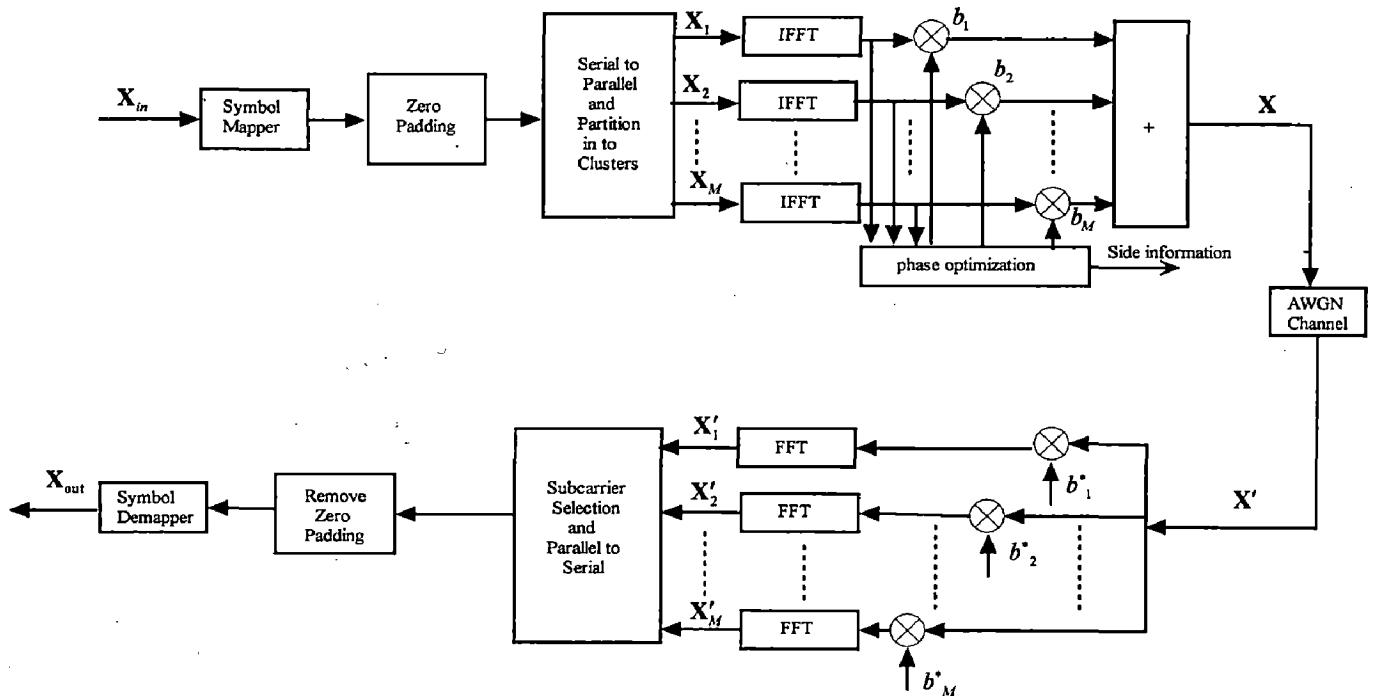 X_in
Symbol
Mapper
Zero
Padding
Serial to
Parallel
and
Partition
in to
Clusters
X_1
IFFT
b_1
X_2
IFFT
b_2
X_M
IFFT
b_M
+
X
phase optimization
Side information
AWGN
Channel
X'
X'_1
FFT
b*_1
X'_2
FFT
b*_2
X'_M
FFT
b*_M
Subcarrier
Selection
and
Parallel to
Serial
Remove
Zero
Padding
Symbol
Demapper
X_out